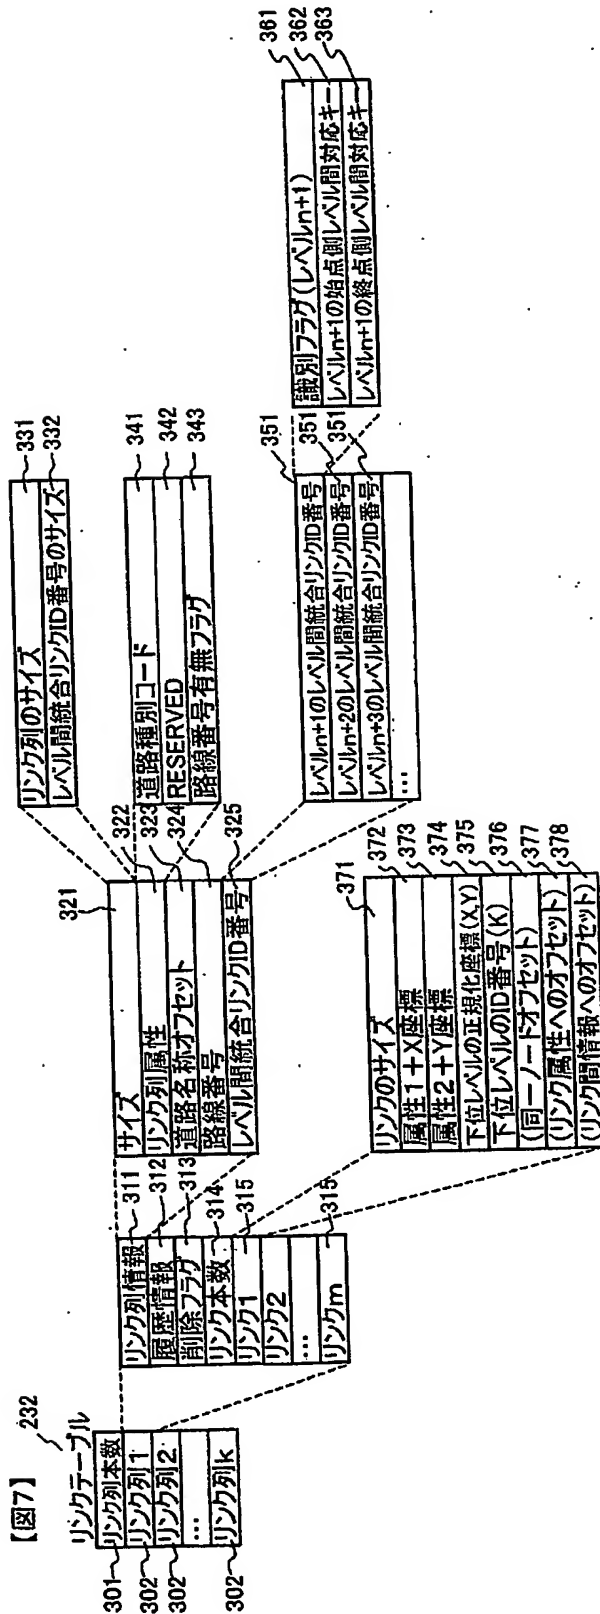 【図7】
リンクテーブル
232
リンク列本数
リンク列1
リンク列2
...
リンク列k
301
302
302
302
リンク列情報
履歴情報
削除フラグ
リンク本数
リンク1
リンク2
...
リンクm
311
312
313
314
315
315
サイズ
リンク列属性
道路名称オフセット
路線番号
レベル間統合リンクID番号
321
322
323
324
325
リンク列のサイズ
レベル間統合リンクID番号のサイズ
331
332
道路種別コード
RESERVED
路線番号有無フラグ
341
342
343
レベルn+1のレベル間統合リンクID番号
レベルn+2のレベル間統合リンクID番号
レベルn+3のレベル間統合リンクID番号
...
351
351
351
識別フラグ(レベルn+1)
レベルn+1の始点側レベル間対応キー
レベルn+1の終点側レベル間対応キー
361
362
363
リンクのサイズ
属性1+X座標
属性2+Y座標
下位レベルの正規化座標(X,Y)
下位レベルのID番号(K)
(同一ノードオフセット)
(リンク属性へのオフセット)
(リンク間情報へのオフセット)
371
372
373
374
375
376
377
378